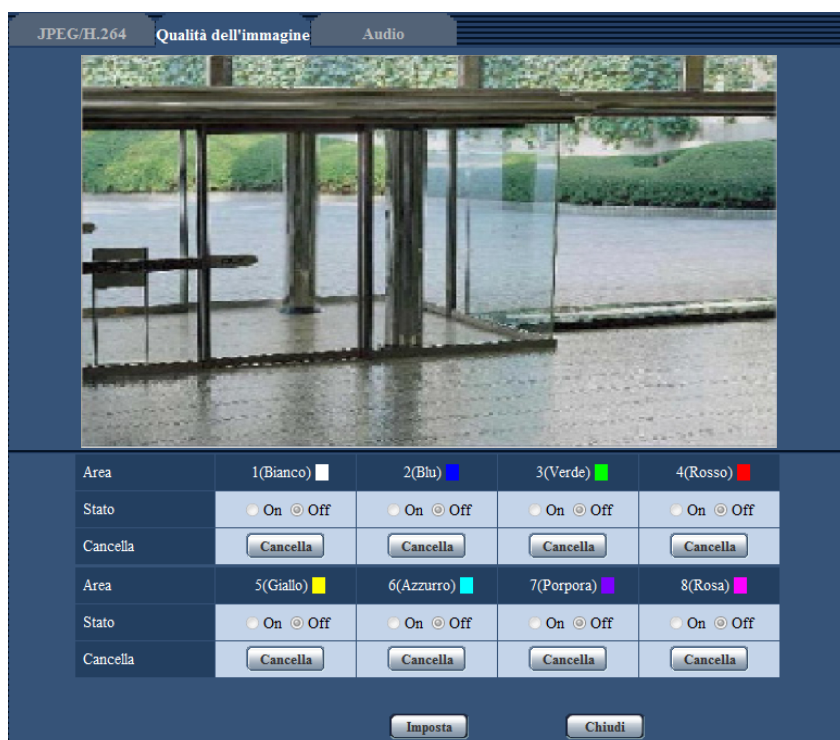 JPEG/H.264 Qualità dell'immagine Audio
Area 1(Bianco) 2(Blu) 3(Verde) 4(Rosso)
Stato On Off On Off On Off On Off
Cancella Cancella Cancella Cancella Cancella
Area 5(Giallo) 6(Azzurro) 7(Porpora) 8(Rosa)
Stato On Off On Off On Off On Off
Cancella Cancella Cancella Cancella Cancella
Imposta Chiudi